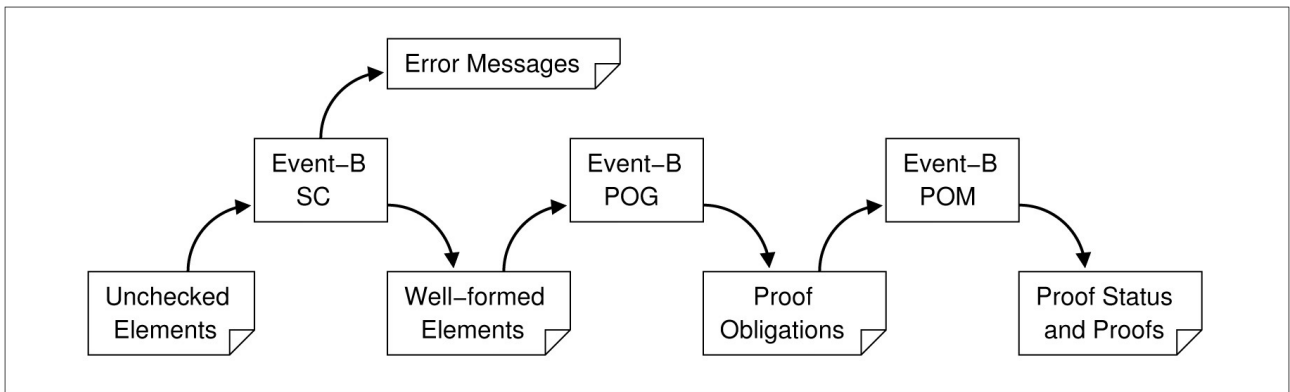 Error Messages
Event–B
SC
Event–B
POG
Event–B
POM
Unchecked
Elements
Well–formed
Elements
Proof
Obligations
Proof Status
and Proofs